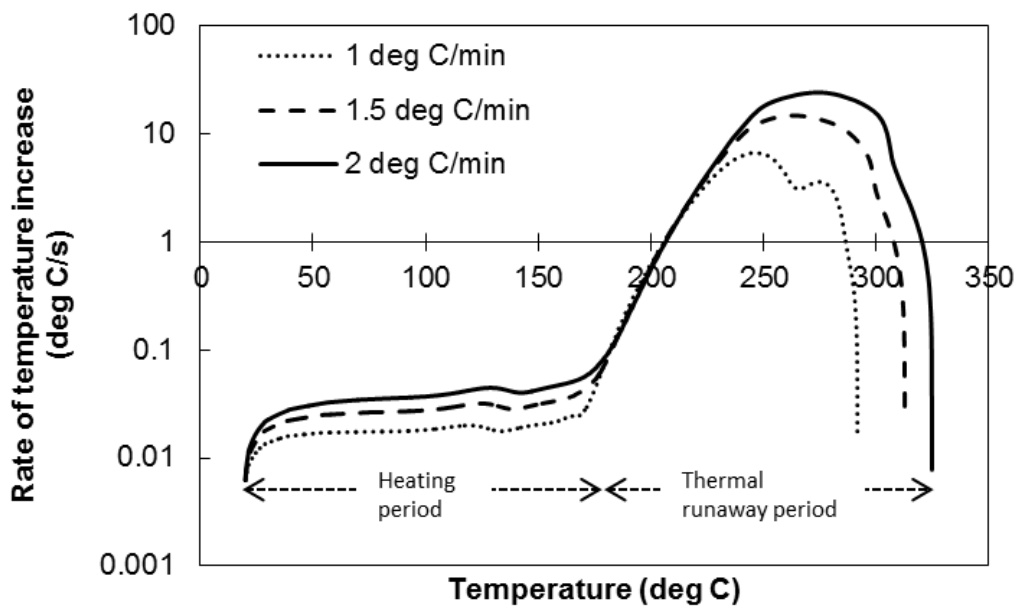 Rate of temperature increase
(deg C/s)
100
10
1
0.1
0.01
0.001
1 deg C/min
1.5 deg C/min
2 deg C/min
0 50 100 150 200 250 300 350
Heating
period
Thermal
runaway period
Temperature (deg C)